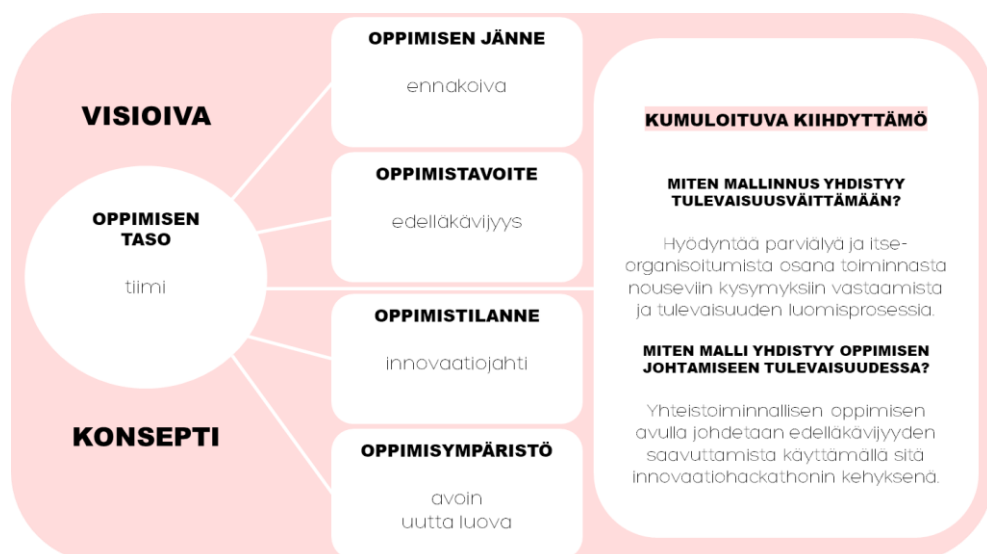 VISIOIVA
OPPIMISEN
TASO
tiimi
KONSEPTI
OPPIMISEN JÄNNE
ennakoiva
OPPIMISTAVOITE
edelläkävijyys
OPPIMISTILANNE
innovaatiojahti
OPPIMISYMPÄRISTÖ
avoin
uutta luova
KUMULOITUVA KIIHDYTTÄMÖ
MITEN MALLINNUS YHDISTYY
TULEVAISUUSVÄITTÄMÄÄN?
Hyödyntää parviälyä ja itse-
organisoitumista osana toiminnasta
nouseviin kysymyksiin vastaamista
ja tulevaisuuden luomisprosessia.
MITEN MALLI YHDISTYY OPPIMISEN
JOHTAMISEEN TULEVAISUUDESSA?
Yhteistoiminnallisen oppimisen
avulla johdetaan edelläkävijyyden
saavuttamista käyttämällä sitä
innovaatiohackathonin kehyksenä.